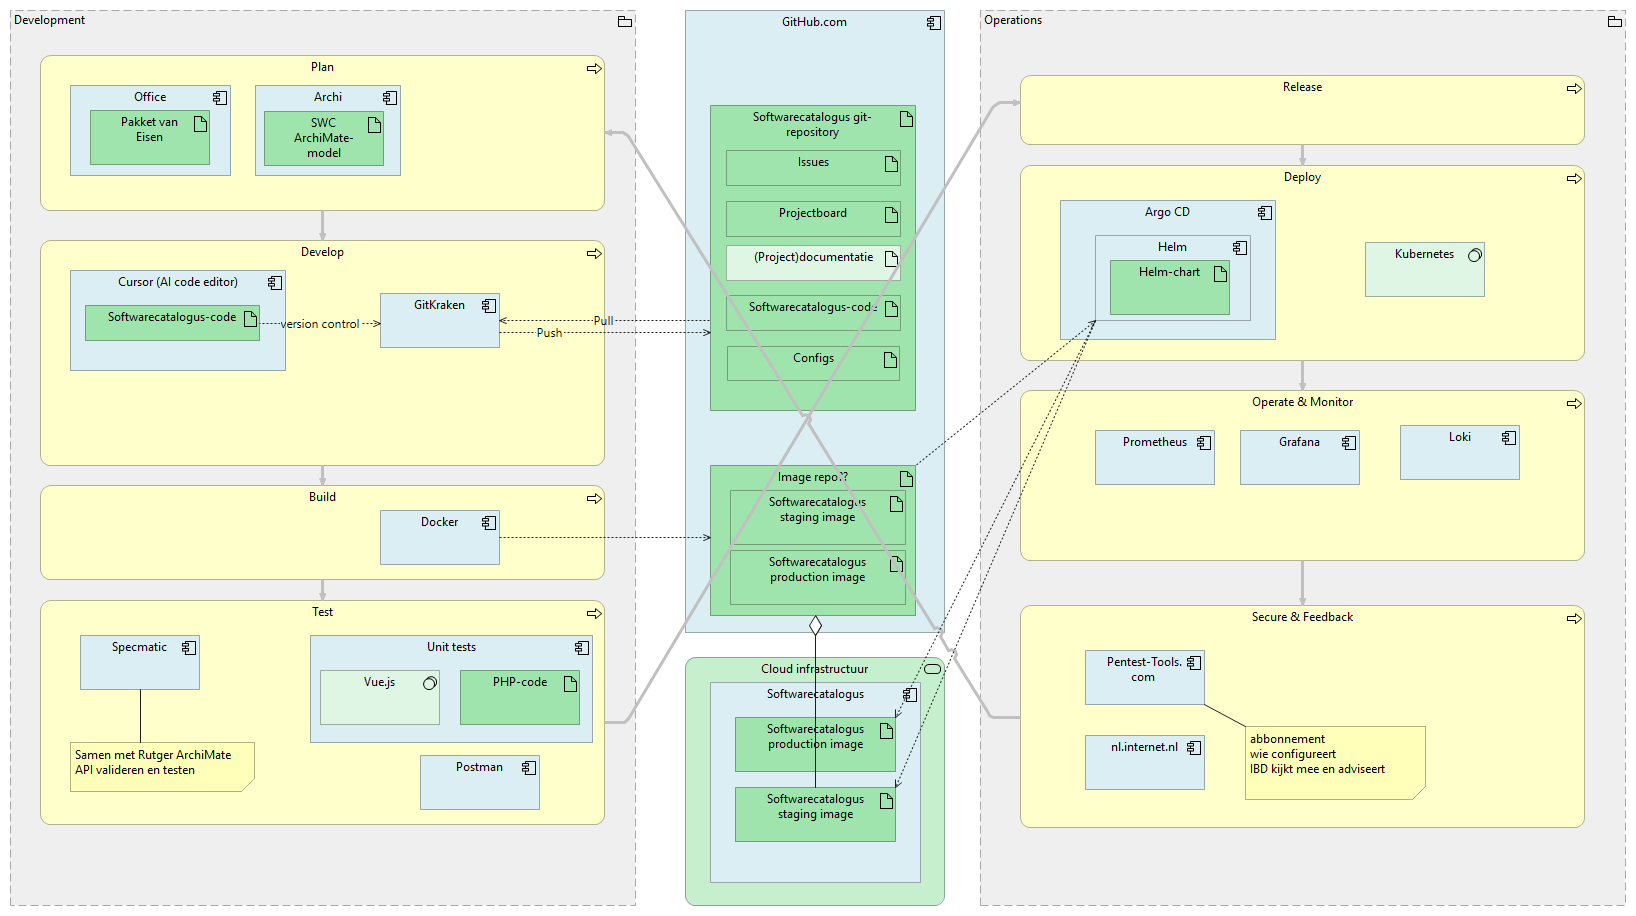 Development
Plan
Office
Pakket van
Eisen
Archi
SWC
ArchiMate-
model
Develop
Cursor (AI code editor)
Softwarecatalogus-code
version control
GitKraken
Pull
Push
Build
Docker
Test
Specmatic
Samen met Rutger ArchiMate
API valideren en testen
Unit tests
Vue.js
PHP-code
Postman
GitHub.com
Softwarecatalogus git-
repository
Issues
Projectboard
(Project)documentatie
Softwarecatalogus-code
Configs
Image repo??
Softwarecatalogus
staging image
Softwarecatalogus
production image
Cloud infrastructuur
Softwarecatalogus
Softwarecatalogus
production image
Softwarecatalogus
staging image
Operations
Release
Deploy
Argo CD
Helm
Helm-chart
Kubernetes
Operate & Monitor
Prometheus
Grafana
Loki
Secure & Feedback
Pentest-Tools.
com
nl.internet.nl
abbonnement
wie configureert
IBD kijkt mee en adviseert